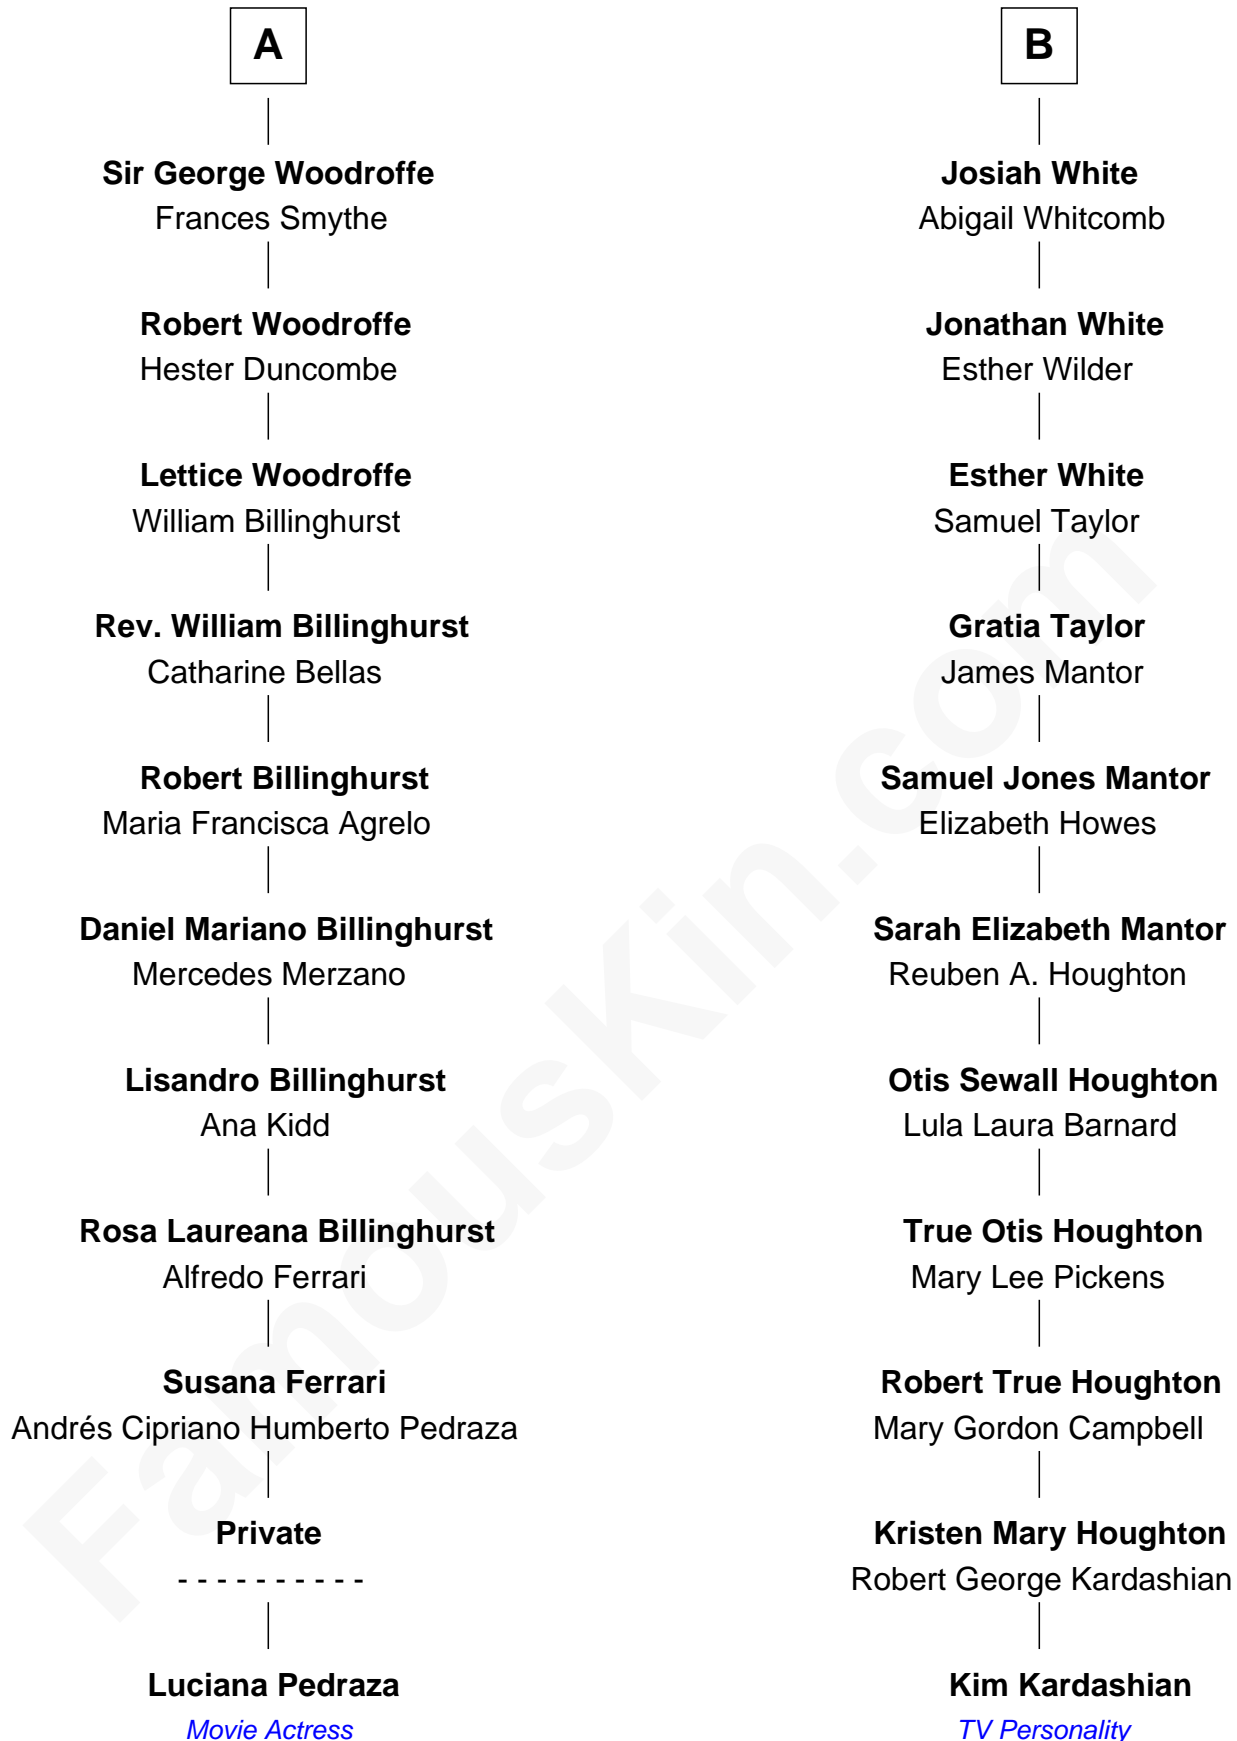 A
Sir George Woodroffe
Frances Smythe
Robert Woodroffe
Hester Duncombe
Lettice Woodroffe
William Billinghurst
Rev. William Billinghurst
Catharine Bellas
Robert Billinghurst
Maria Francisca Agrelo
Daniel Mariano Billinghurst
Mercedes Merzano
Lisandro Billinghurst
Ana Kidd
Rosa Laureana Billinghurst
Alfredo Ferrari
Susana Ferrari
Andrés Cipriano Humberto Pedraza
Private
- - - - - - - - - -
Luciana Pedraza
Movie Actress
B
Josiah White
Abigail Whitcomb
Jonathan White
Esther Wilder
Esther White
Samuel Taylor
Gratia Taylor
James Mantor
Samuel Jones Mantor
Elizabeth Howes
Sarah Elizabeth Mantor
Reuben A. Houghton
Otis Sewall Houghton
Lula Laura Barnard
True Otis Houghton
Mary Lee Pickens
Robert True Houghton
Mary Gordon Campbell
Kristen Mary Houghton
Robert George Kardashian
Kim Kardashian
TV Personality
FamousKin.com